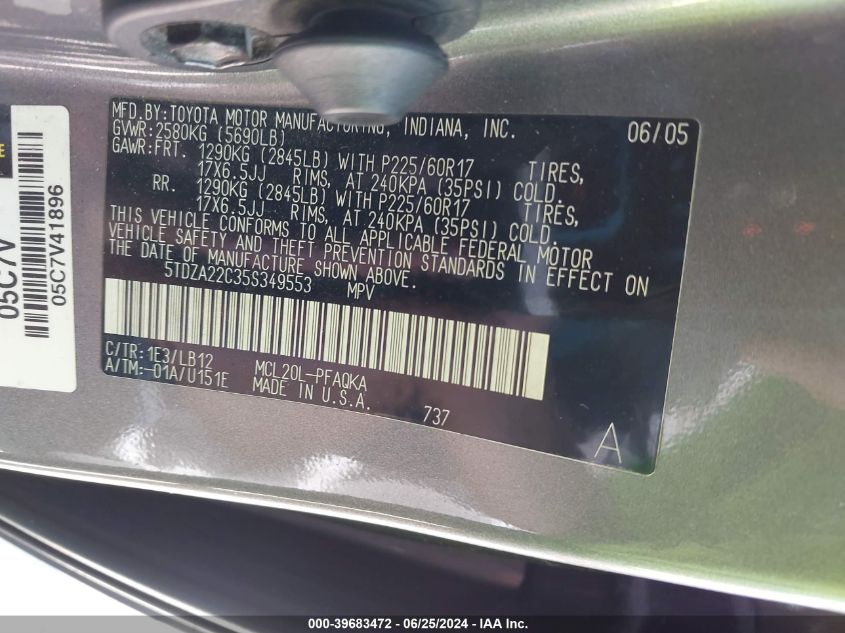 MFD.BY:TOYOTA MOTOR MANUFACTURING, INDIANA, INC. 06/05
GVWR:2580KG (5690LB)
GAWR:FRT. 1290KG (2845LB) WITH P225/60R17 TIRES,
17X6.5JJ RIMS, AT 240KPA (35PSI) COLD.
RR. 1290KG (2845LB) WITH P225/60R17 TIRES,
17X6.5JJ RIMS, AT 240KPA (35PSI) COLD.
THIS VEHICLE CONFORMS TO ALL APPLICABLE FEDERAL MOTOR
VEHICLE SAFETY AND THEFT PREVENTION STANDARDS IN EFFECT ON
THE DATE OF MANUFACTURE SHOWN ABOVE.
5TDZA22C35S349553 MPV
C/TR:1E3/LB12 MCL20L-PFAQKA
A/TM:-01A/U151E MADE IN U.S.A. 737
A
05C7V
05C7V41896
000-39683472 - 06/25/2024 - IAAI Inc.